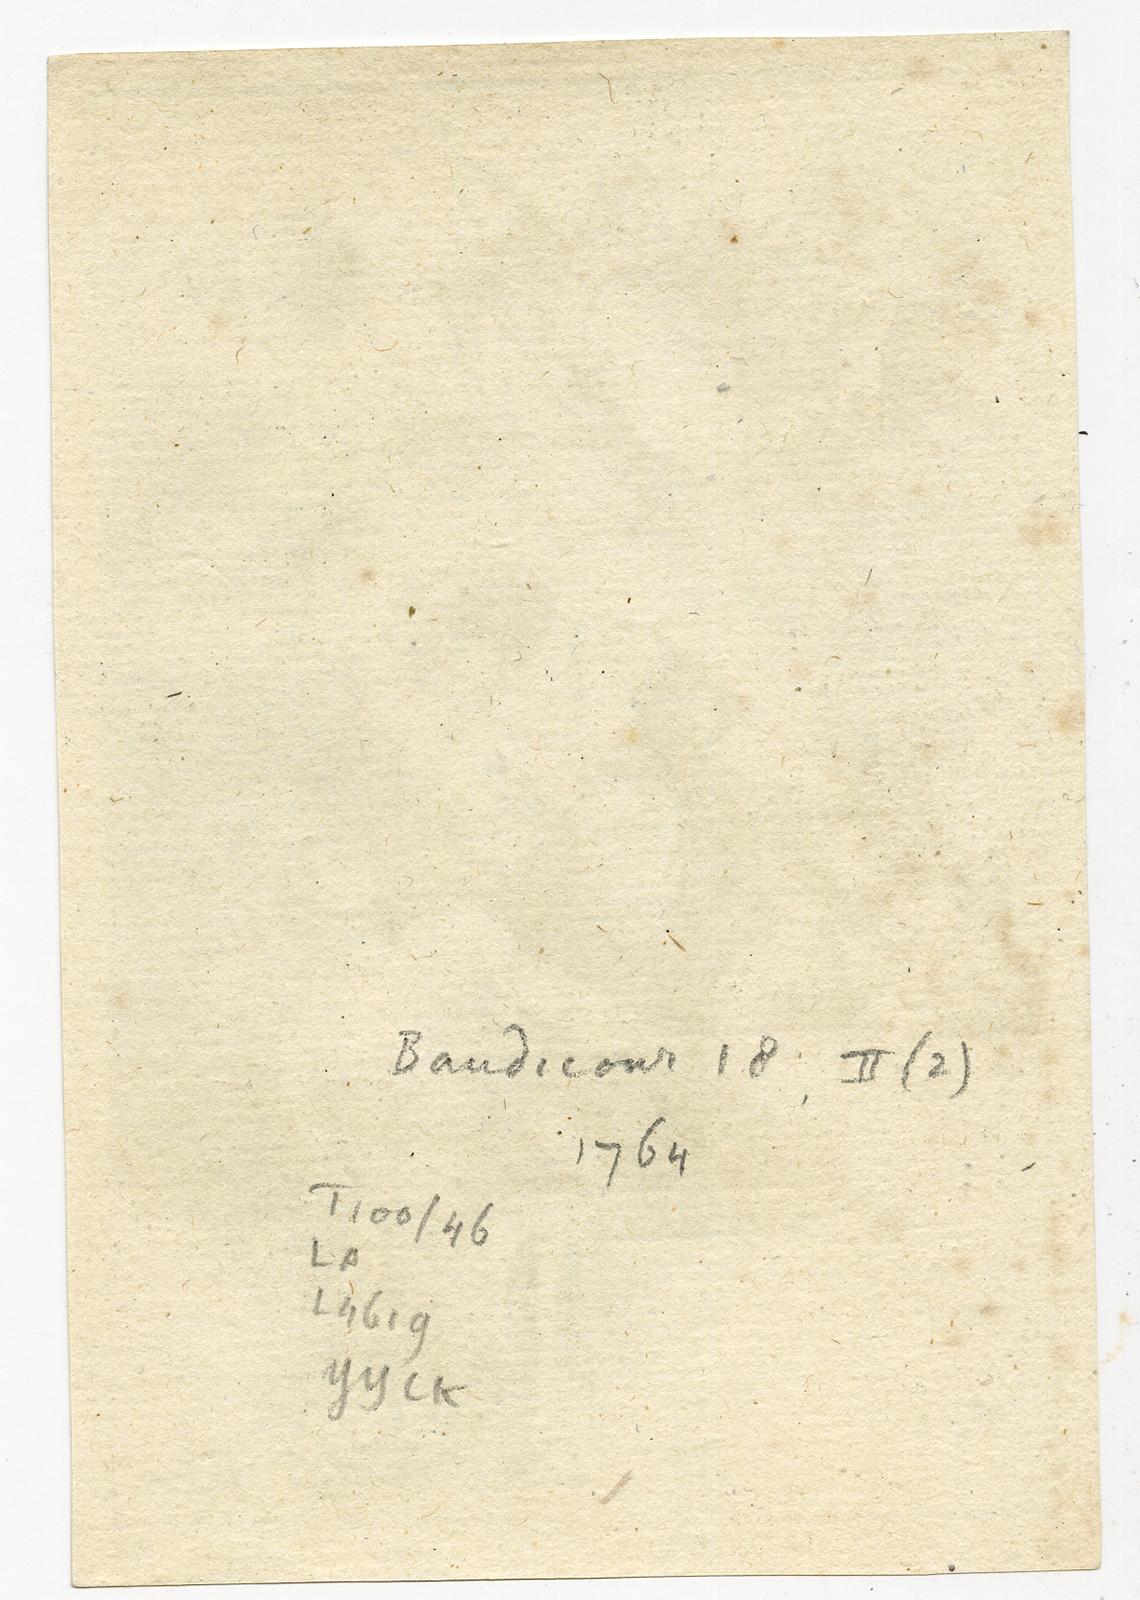 Baudicour 18, II (2)
1764
T100/46
LA
L4619
YYCK